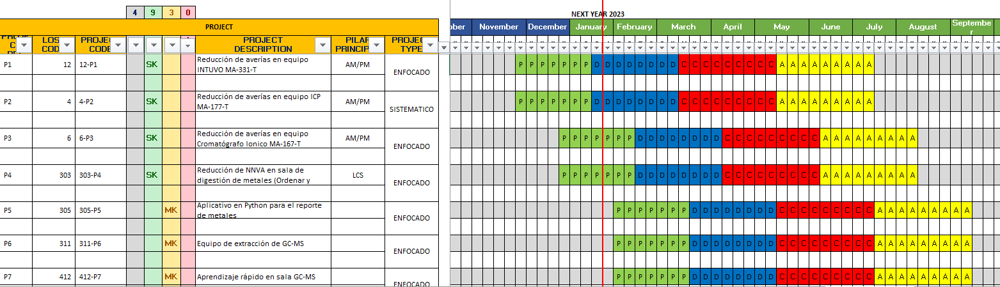 4 9 3 0
NEXT YEAR 2023
PROJECT
ober November December January February March April May June July August Septembe
r
LOSS CODE
PROJECT CODE
PROJECT
DESCRIPTION
PILAR
PRINCIP
PROJECT
TYPE
P1 12 12-P1 SK Reducción de averías en equipo
INTUVO MA-331-T
AM/PM
ENFOCADO
P P P P P P P D D D D D D D D C C C C C C C C C A A A A A A A A A
P2 4 4-P2 SK Reducción de averías en equipo ICP
MA-177-T
AM/PM
SISTEMATICO
P P P P P P P D D D D D D D D C C C C C C C C C A A A A A A A A A
P3 6 6-P3 SK Reducción de averías en equipo
Cromatógrafo Ionico MA-167-T
AM/PM
ENFOCADO
P P P P P P P D D D D D D D D C C C C C C C C C A A A A A A A A A
P4 303 303-P4 SK Reducción de NNVA en sala de
digestión de metales (Ordenar y
LCS
ENFOCADO
P P P P P P P D D D D D D D D C C C C C C C C C A A A A A A A A A
P5 305 305-P5 MK Aplicativo en Python para el reporte
de metales
ENFOCADO
P P P P P P P D D D D D D D D C C C C C C C C C A A A A A A A A A
P6 311 311-P6 MK Equipo de extracción de GC-MS
ENFOCADO
P P P P P P P D D D D D D D D C C C C C C C C C A A A A A A A A A
P7 412 412-P7 MK Aprendizaje rápido en sala GC-MS
ENFOCADO
P P P P P P P D D D D D D D D C C C C C C C C C A A A A A A A A A